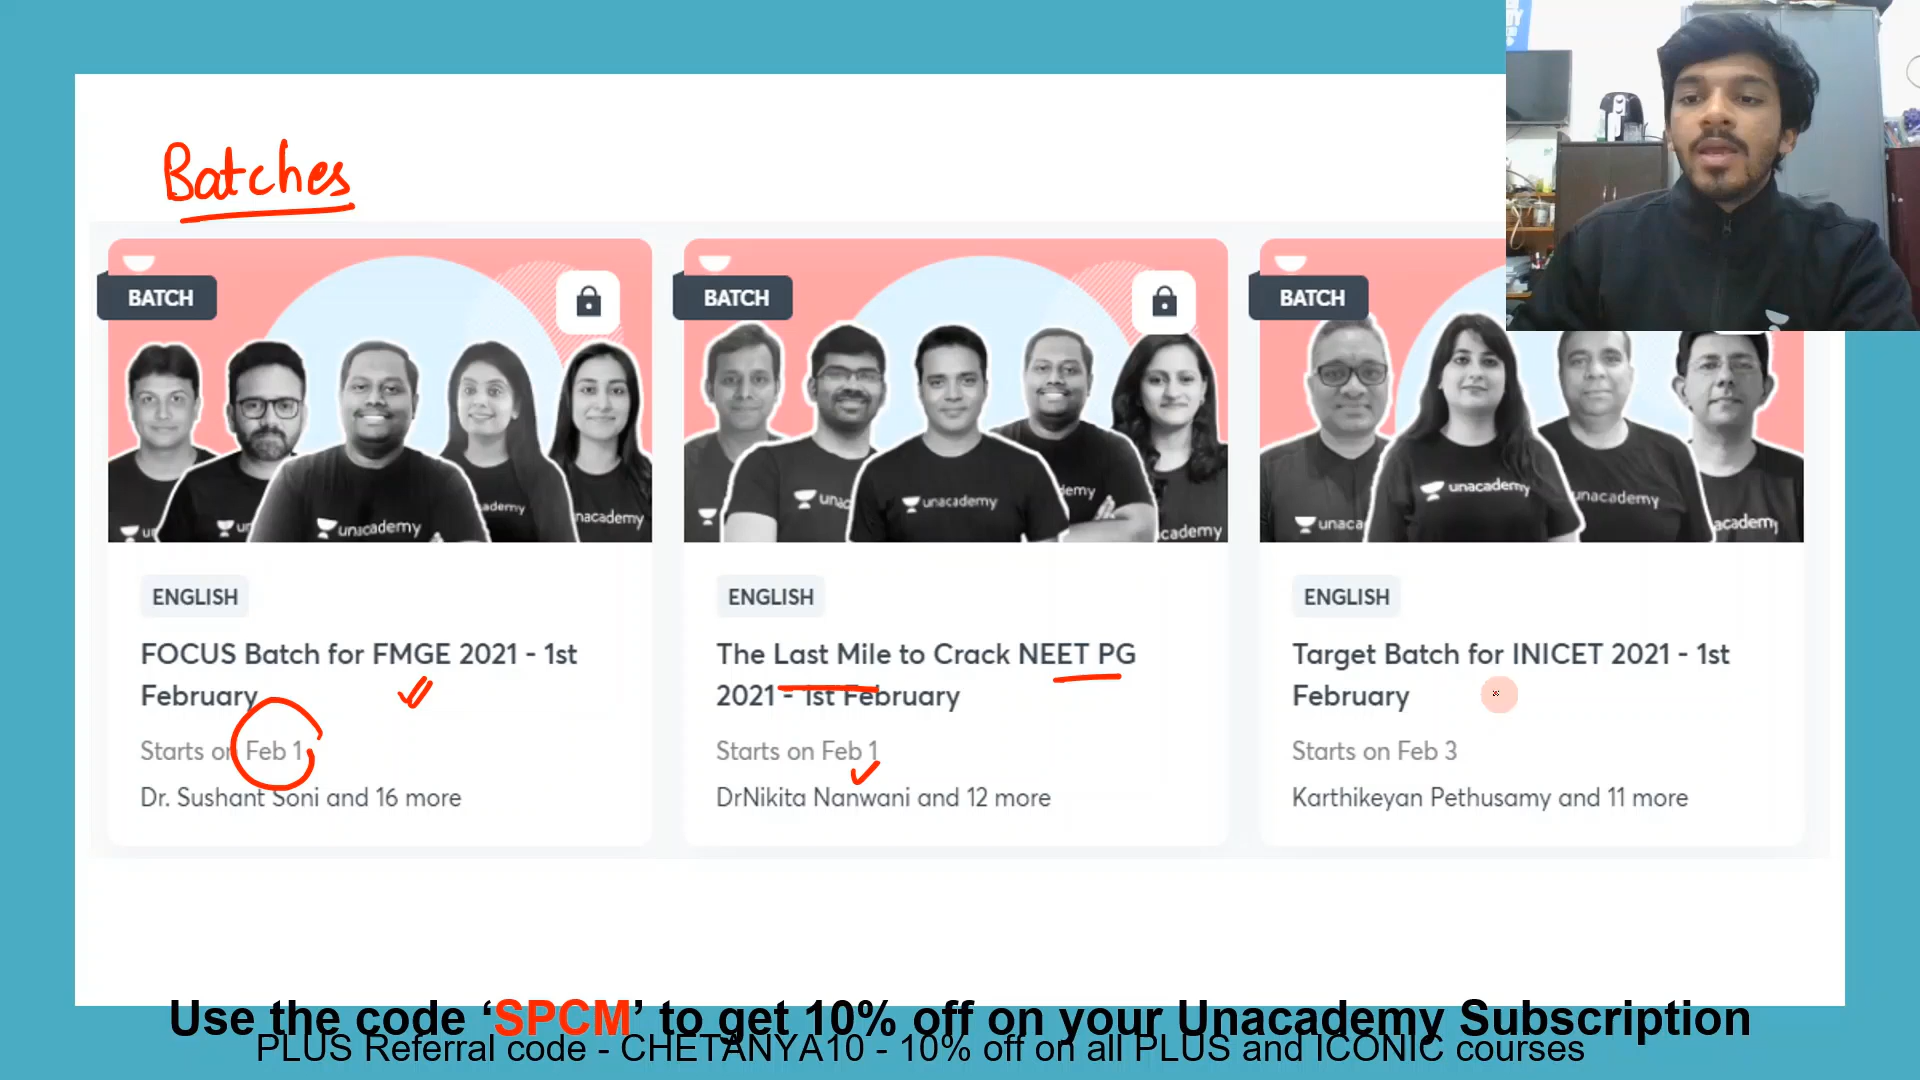 Batches
BATCH
BATCH
BATCH
unacademy
unacademy
unacademy
unacademy
ENGLISH
FOCUS Batch for FMGE 2021 - 1st
February
Starts on Feb 1
Dr. Sushant Soni and 16 more
ENGLISH
The Last Mile to Crack NEET PG
2021 - 1st February
Starts on Feb 1
DrNikita Nanwani and 12 more
ENGLISH
Target Batch for INICET 2021 - 1st
February
Starts on Feb 3
Karthikeyan Pethusamy and 11 more
Use the code ‘SPCM’ to get 10% off on your Unacademy Subscription
PLUS Referral code - CHETANYA10 - 10% off on all PLUS and ICONIC courses